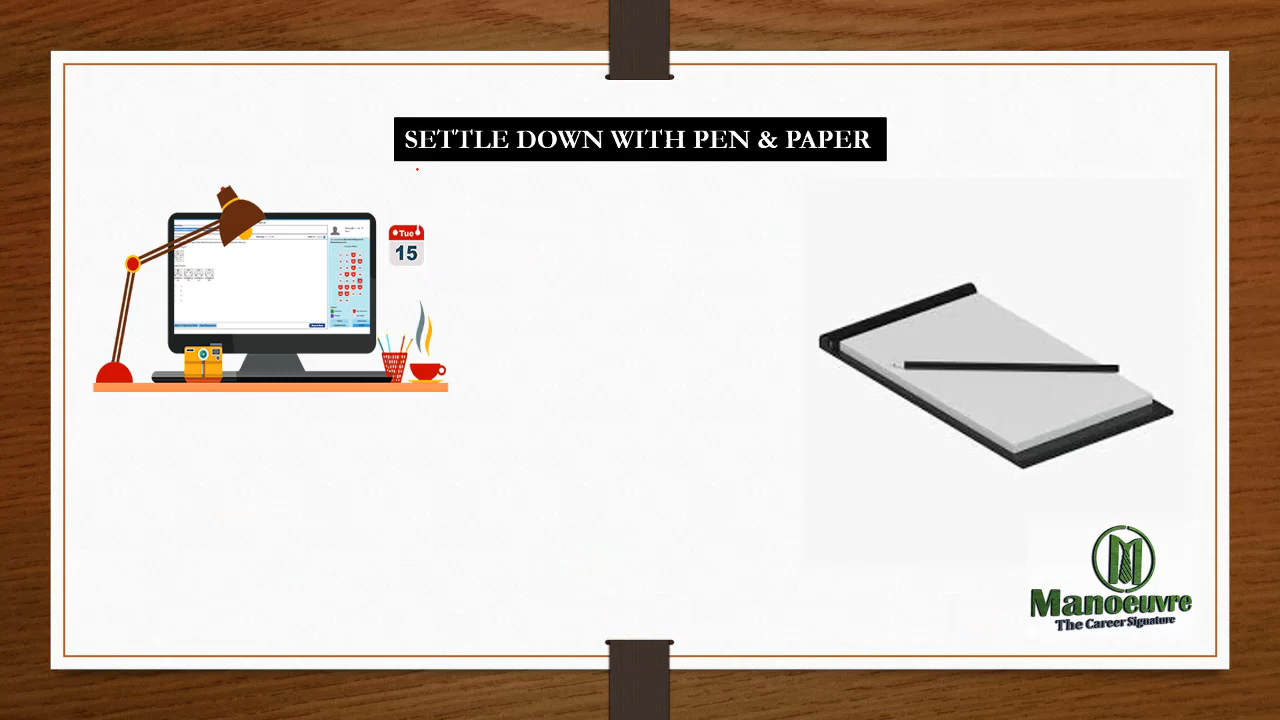 SETTLE DOWN WITH PEN & PAPER
Tue
15
Manoeuvre
The Career Signature